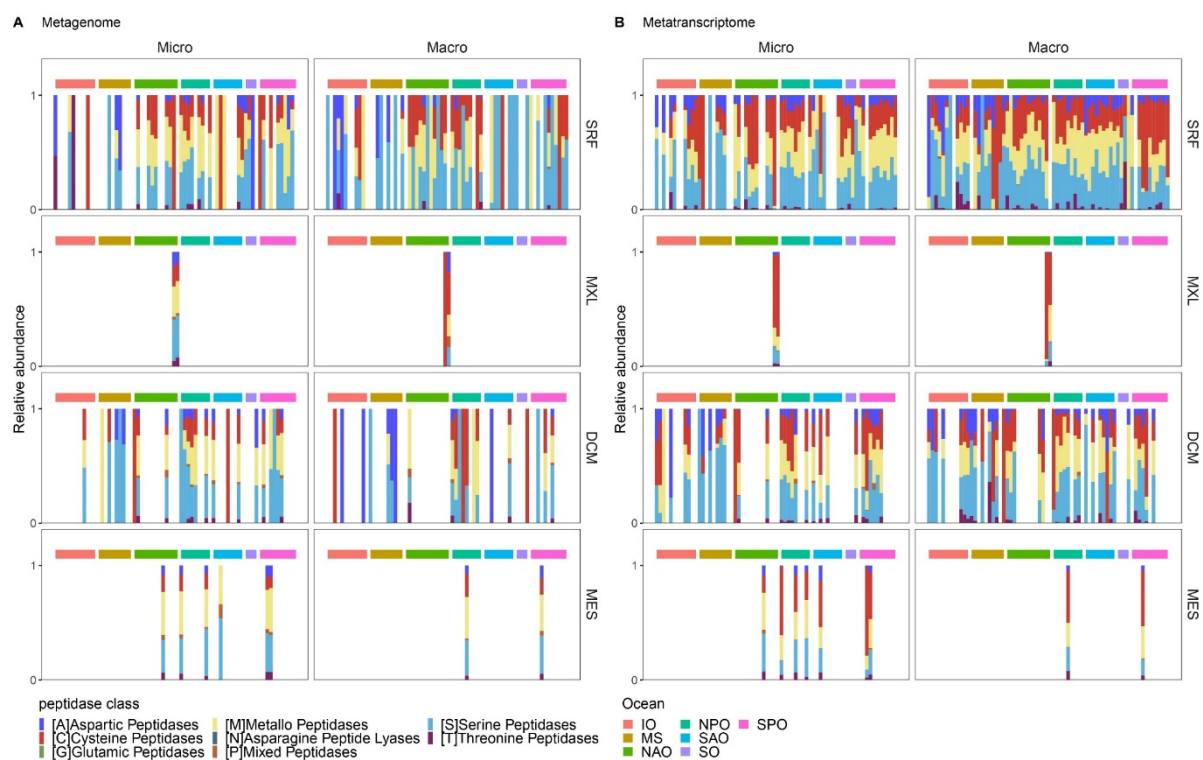 A Metagenome
B Metatranscriptome
Micro Macro
Micro Macro
1
0
SRF
1
0
SRF
1
0
MXL
1
0
MXL
Relative abundance
Relative abundance
1
0
DCM
1
0
DCM
1
0
MES
1
0
MES
peptidase class
[A]Aspartic Peptidases [M]Metallo Peptidases [S]Serine Peptidases
[C]Cysteine Peptidases [N]Asparagine Peptide Lyases [T]Threonine Peptidases
[G]Glutamic Peptidases [P]Mixed Peptidases
Ocean
IO NPO SPO
MS SAO
NAO SO